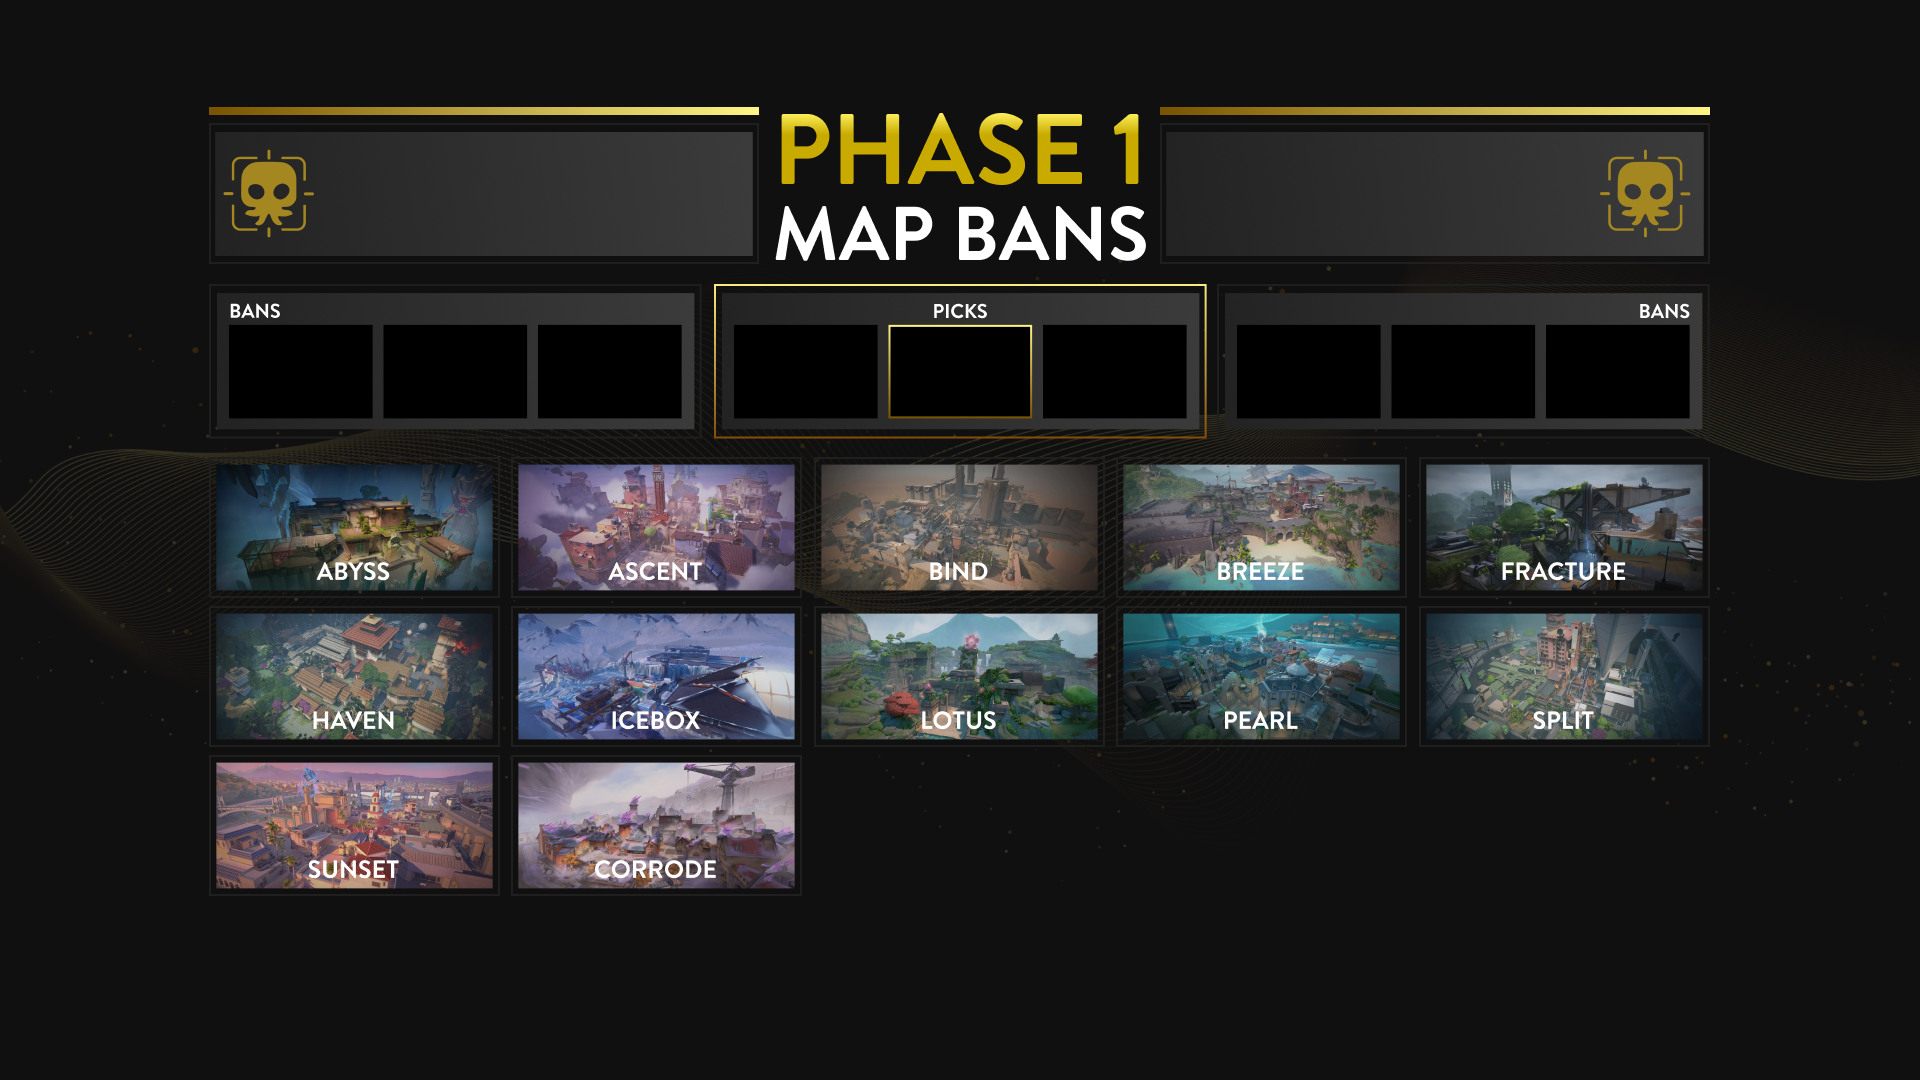 PHASE 1
MAP BANS
BANS
PICKS
BANS
ABYSS
ASCENT
BIND
BREEZE
FRACTURE
HAVEN
ICEBOX
LOTUS
PEARL
SPLIT
SUNSET
CORRODE